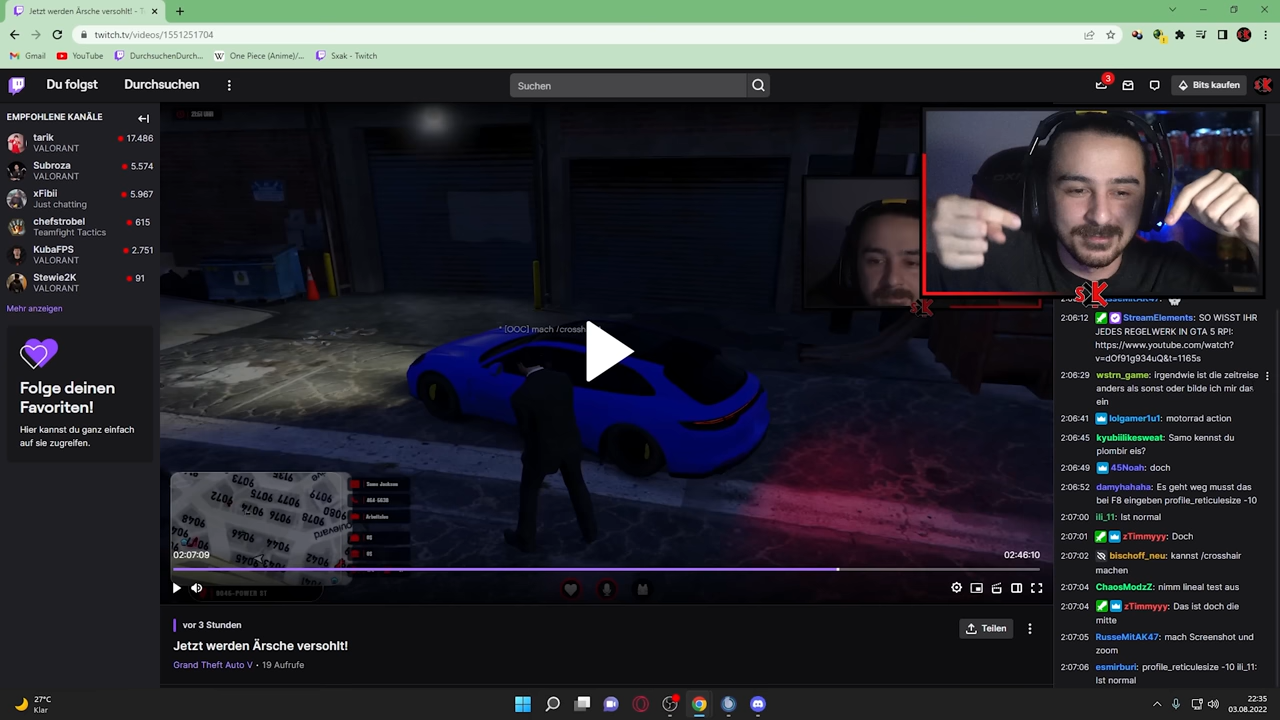 Jetzt werden Ärsche versohlt! - T
twitch.tv/videos/1551251704
Gmail
YouTube
DurchsuchenDurch...
One Piece (Anime)/...
Sxak - Twitch
Du folgst
Durchsuchen
Suchen
3
Bits kaufen
EMPFOHLENE KANÄLE
tarik
17.486
VALORANT
Subroza
5.574
VALORANT
xFibii
5.967
Just chatting
chefstrobel
615
Teamfight Tactics
KubaFPS
2.751
VALORANT
Stewie2K
91
VALORANT
Mehr anzeigen
Folge deinen
Favoriten!
Hier kannst du ganz einfach
auf sie zugreifen.
* [OOC] mach /crossh
02:07:09
02:46:10
vor 3 Stunden
Jetzt werden Ärsche versohlt!
Grand Theft Auto V • 19 Aufrufe
Teilen
RusseMitAK47:
2:06:12 StreamElements: SO WISST IHR
JEDES REGELWERK IN GTA 5 RP!:
https://www.youtube.com/watch?
v=dOf91g934uQ&t=1165s
2:06:29 wstrn_game: irgendwie ist die zeitreise
anders als sonst oder bilde ich mir das
ein
2:06:41 lolgamer1u1: motorrad action
2:06:45 kyubiilikesweat: Samo kennst du
plombir eis?
2:06:49 45Noah: doch
2:06:52 damyhahaha: Es geht weg musst das
bei F8 eingeben profile_reticulesize -10
2:07:00 ili_11: Ist normal
2:07:01 zTimmyyy: Doch
2:07:02 bischoff_neu: kannst /crosshair
machen
2:07:04 ChaosModzZ: nimm lineal test aus
2:07:04 zTimmyyy: Das ist doch die
mitte
2:07:05 RusseMitAK47: mach Screenshot und
zoom
2:07:06 esmirburi: profile_reticulesize -10 ili_11:
Ist normal
27°C
Klar
22:35
03.08.2022